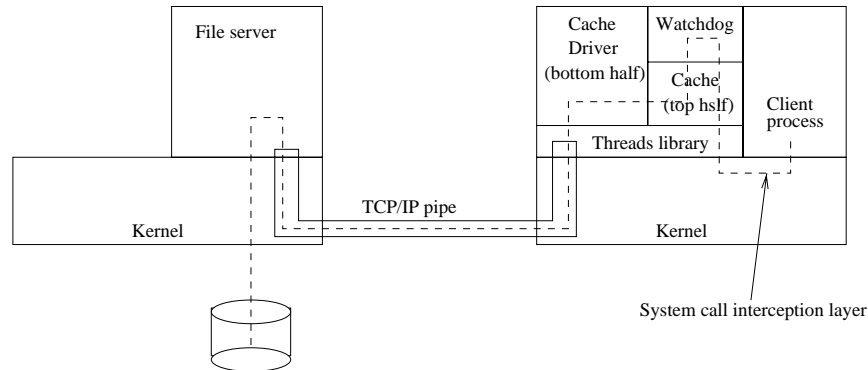 File server
Cache
Driver
(bottom half)
Watchdog
Cache
(top hslf)
Client
process
Threads library
TCP/IP pipe
Kernel
Kernel
System call interception layer